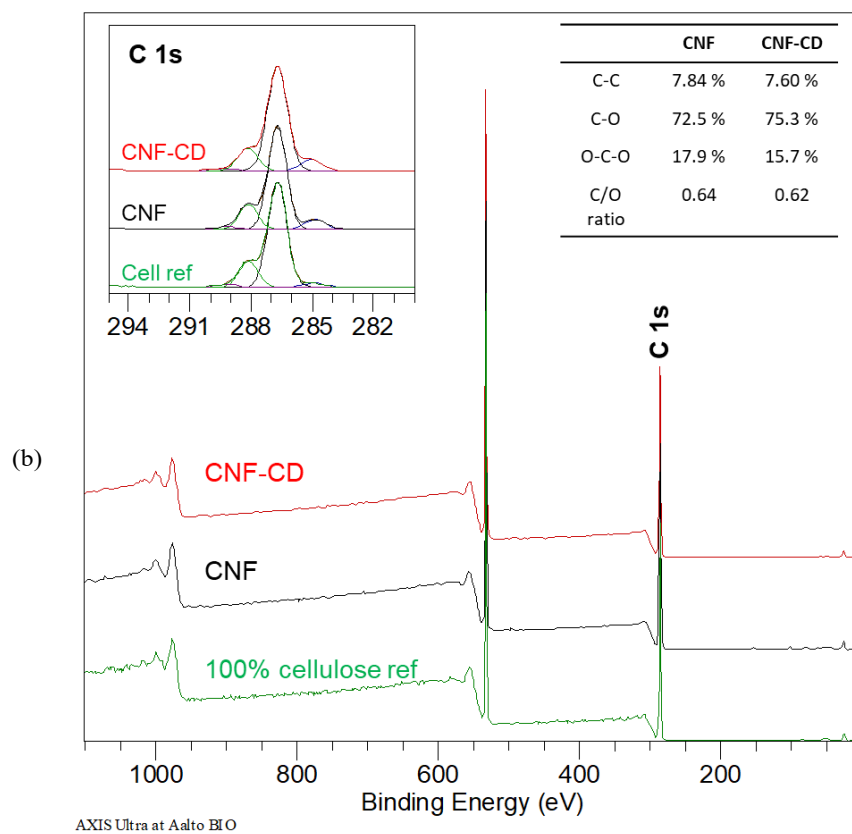 C 1s
CNF-CD
CNF
Cell ref
294 291 288 285 282
CNF CNF-CD
C-C 7.84 % 7.60 %
C-O 72.5 % 75.3 %
O-C-O 17.9 % 15.7 %
C/O ratio 0.64 0.62
C 1s
(b)
CNF-CD
CNF
100% cellulose ref
1000 800 600 400 200
Binding Energy (eV)
AXIS Ultra at Aalto BIO